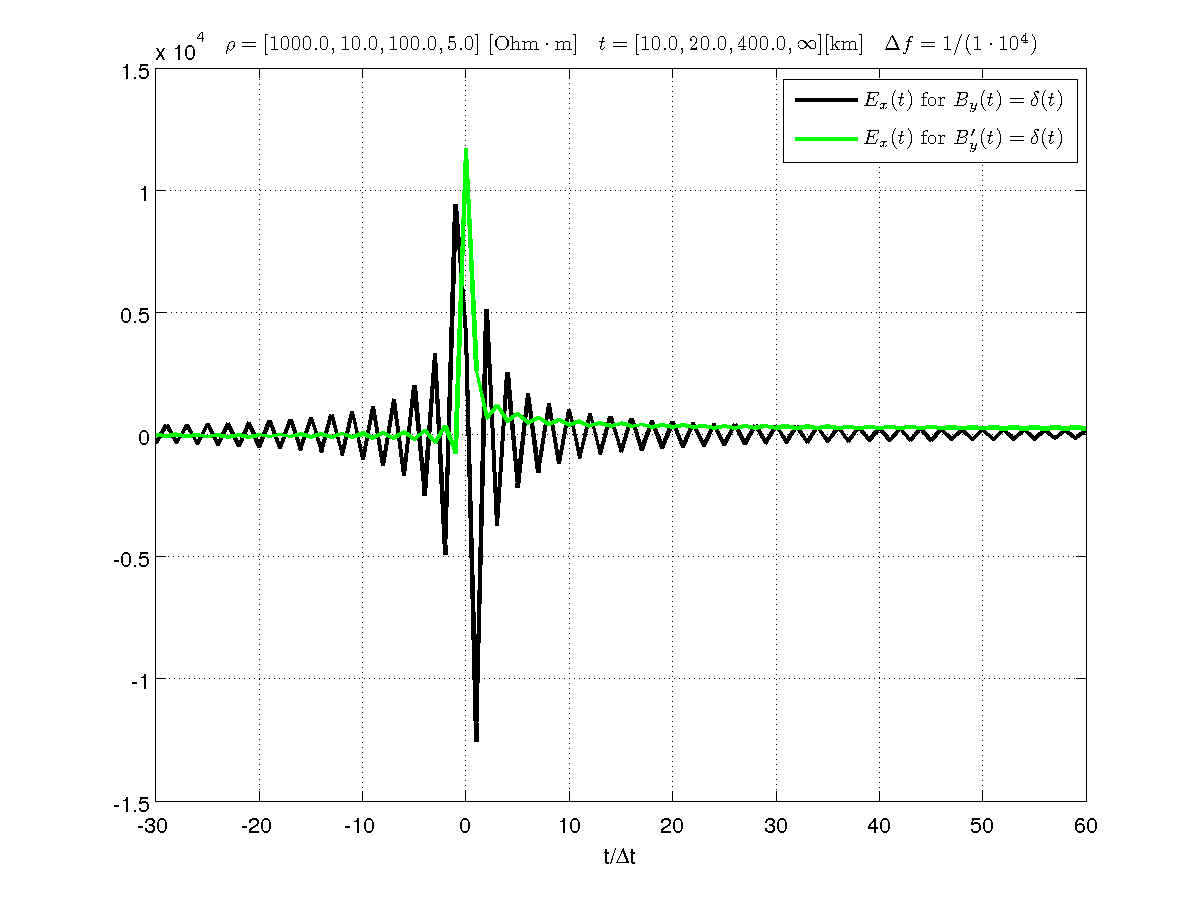 x 10^4
ρ = [1000.0, 10.0, 100.0, 5.0] [Ohm · m] t = [10.0, 20.0, 400.0, ∞][km] Δf = 1/(1 · 10^4)
E_x(t) for B_y(t) = δ(t)
E_x(t) for B'_y(t) = δ(t)
1.5
1
0.5
0
-0.5
-1
-1.5
-30 -20 -10 0 10 20 30 40 50 60
t/Δt